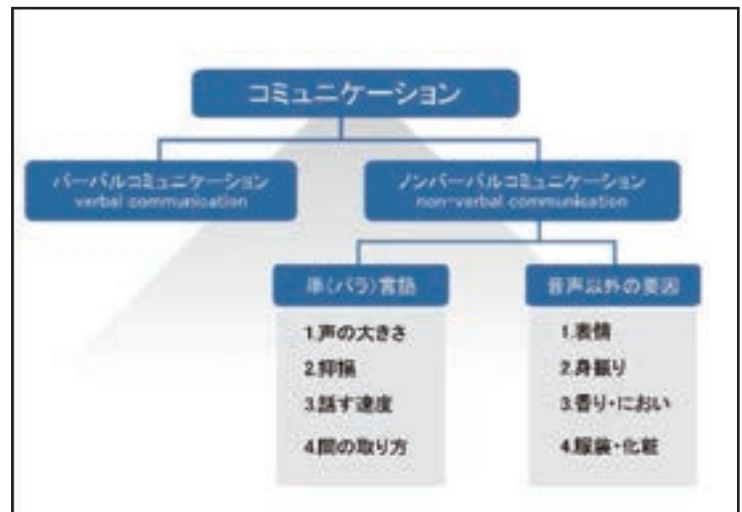 コミュニケーション
バーバルコミュニケーション
verbal communication
ノンバーバルコミュニケーション
non-verbal communication
準(パラ)言語
1.声の大きさ
2.抑揚
3.話す速度
4.間の取り方
音声以外の要因
1.表情
2.身振り
3.香り・におい
4.服装・化粧